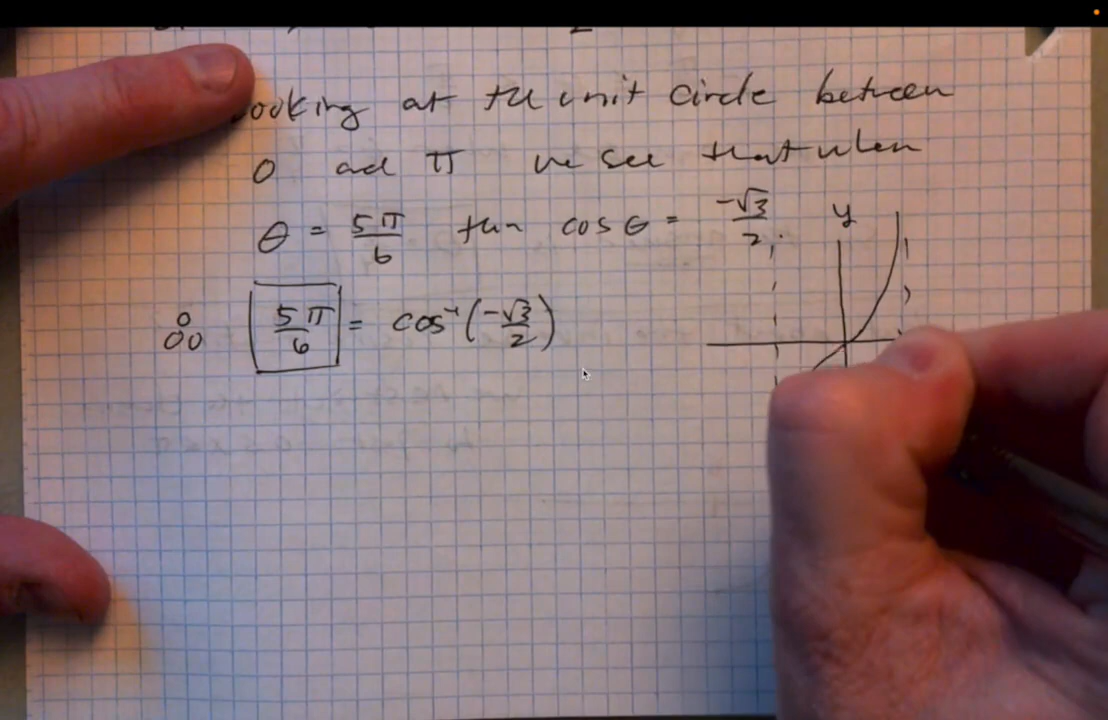 ooking at the unit circle between
0 and π we see that when
θ = 5π/6 then cos θ = -√3/2
∴ 5π/6 = cos⁻¹(-√3/2)
y